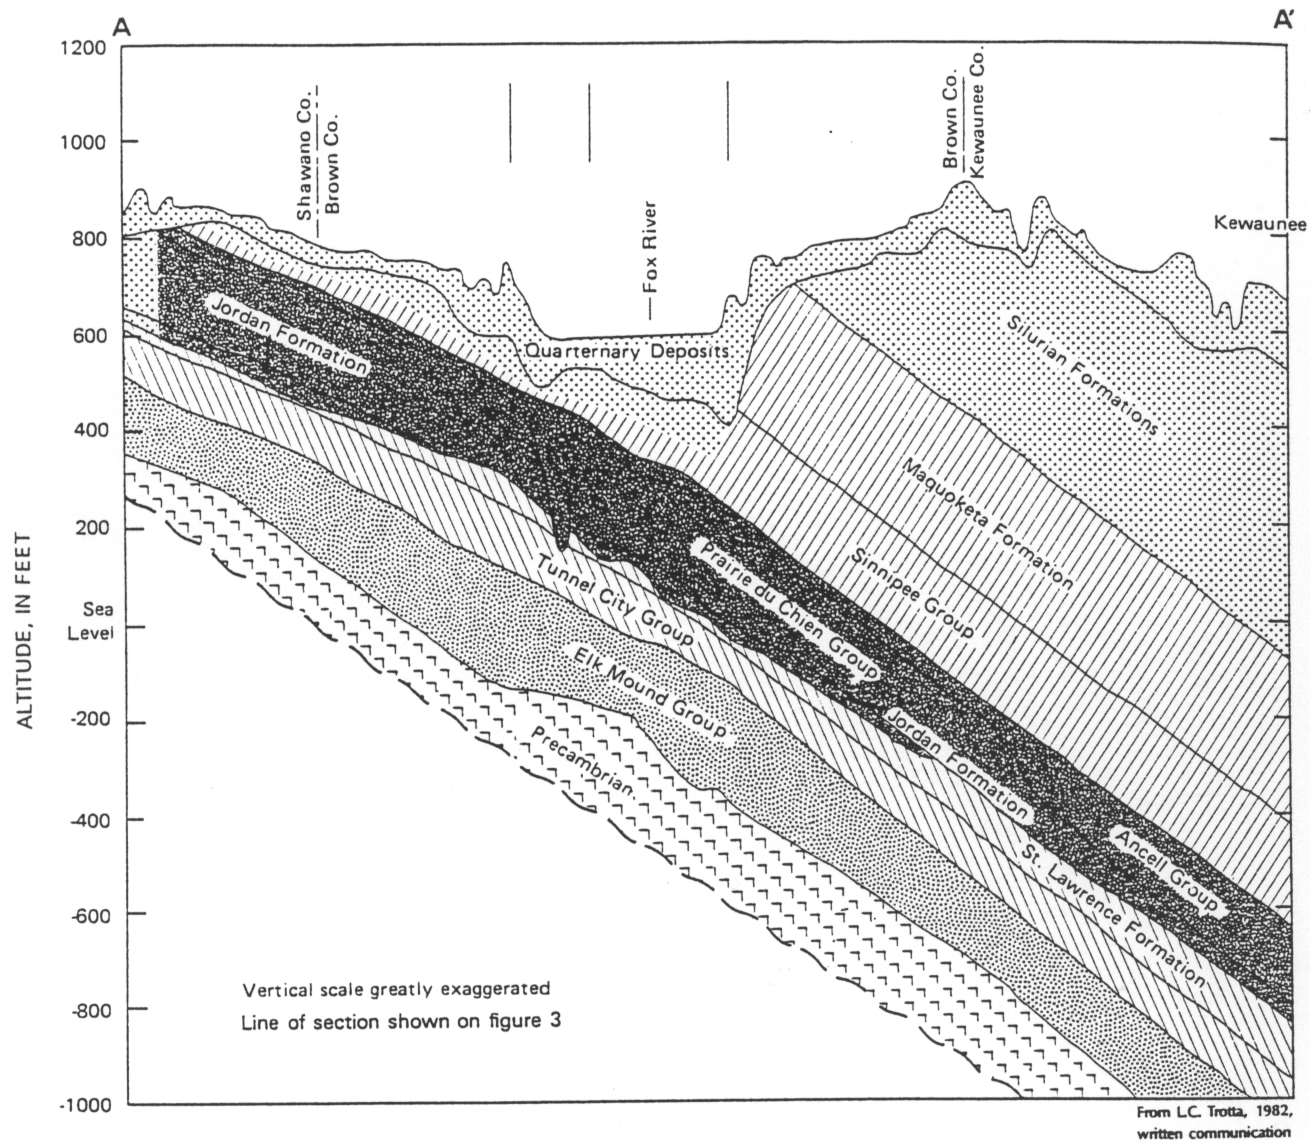 A
A'
1200
1000
800
600
400
200
Sea
Level
-200
-400
-600
-800
-1000
ALTITUDE, IN FEET
Shawano Co.
Brown Co.
Fox River
Brown Co.
Kewaunee Co.
Kewaunee
Jordan Formation
Quarternary Deposits
Silurian Formations
Maquoketa Formation
Sinnipee Group
Prairie du Chien Group
Tunnel City Group
Elk Mound Group
Jordan Formation
Precambrian
Ancell Group
St. Lawrence Formation
Vertical scale greatly exaggerated
Line of section shown on figure 3
From L.C. Trotta, 1982,
written communication